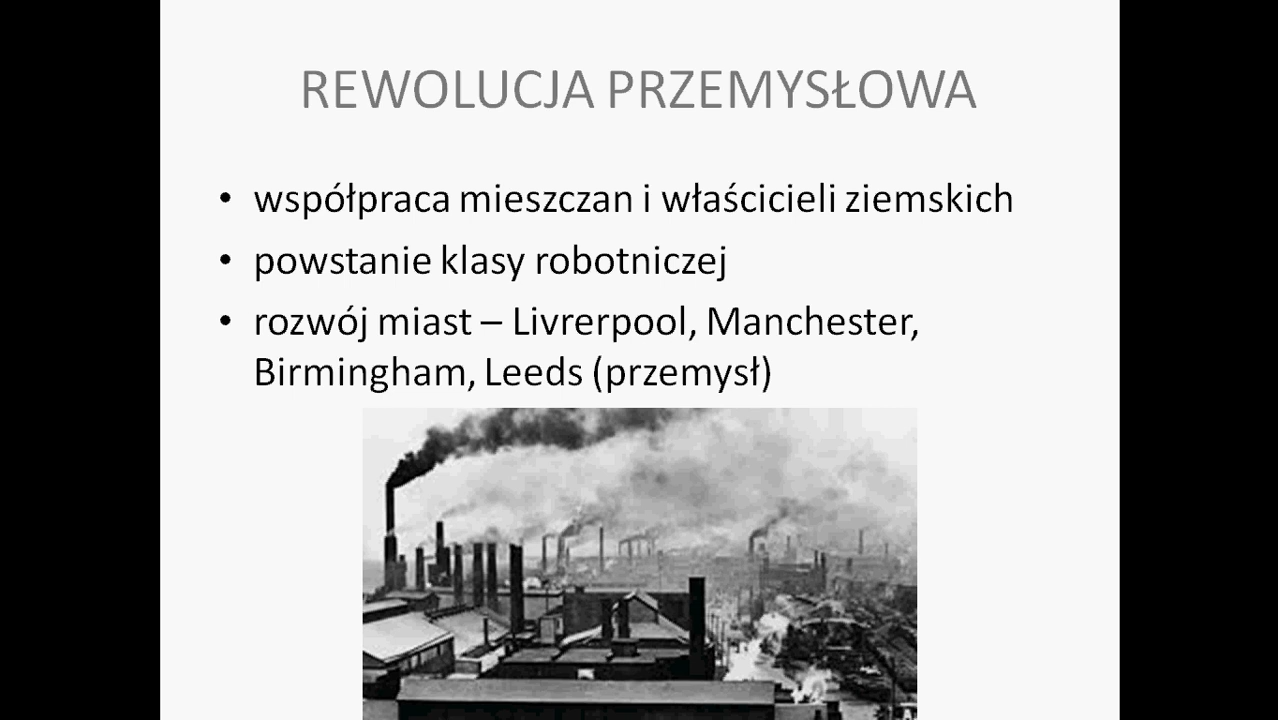 REWOLUCJA PRZEMYSŁOWA
• współpraca mieszczan i właścicieli ziemskich
• powstanie klasy robotniczej
• rozwój miast – Livrerpool, Manchester,
Birmingham, Leeds (przemysł)